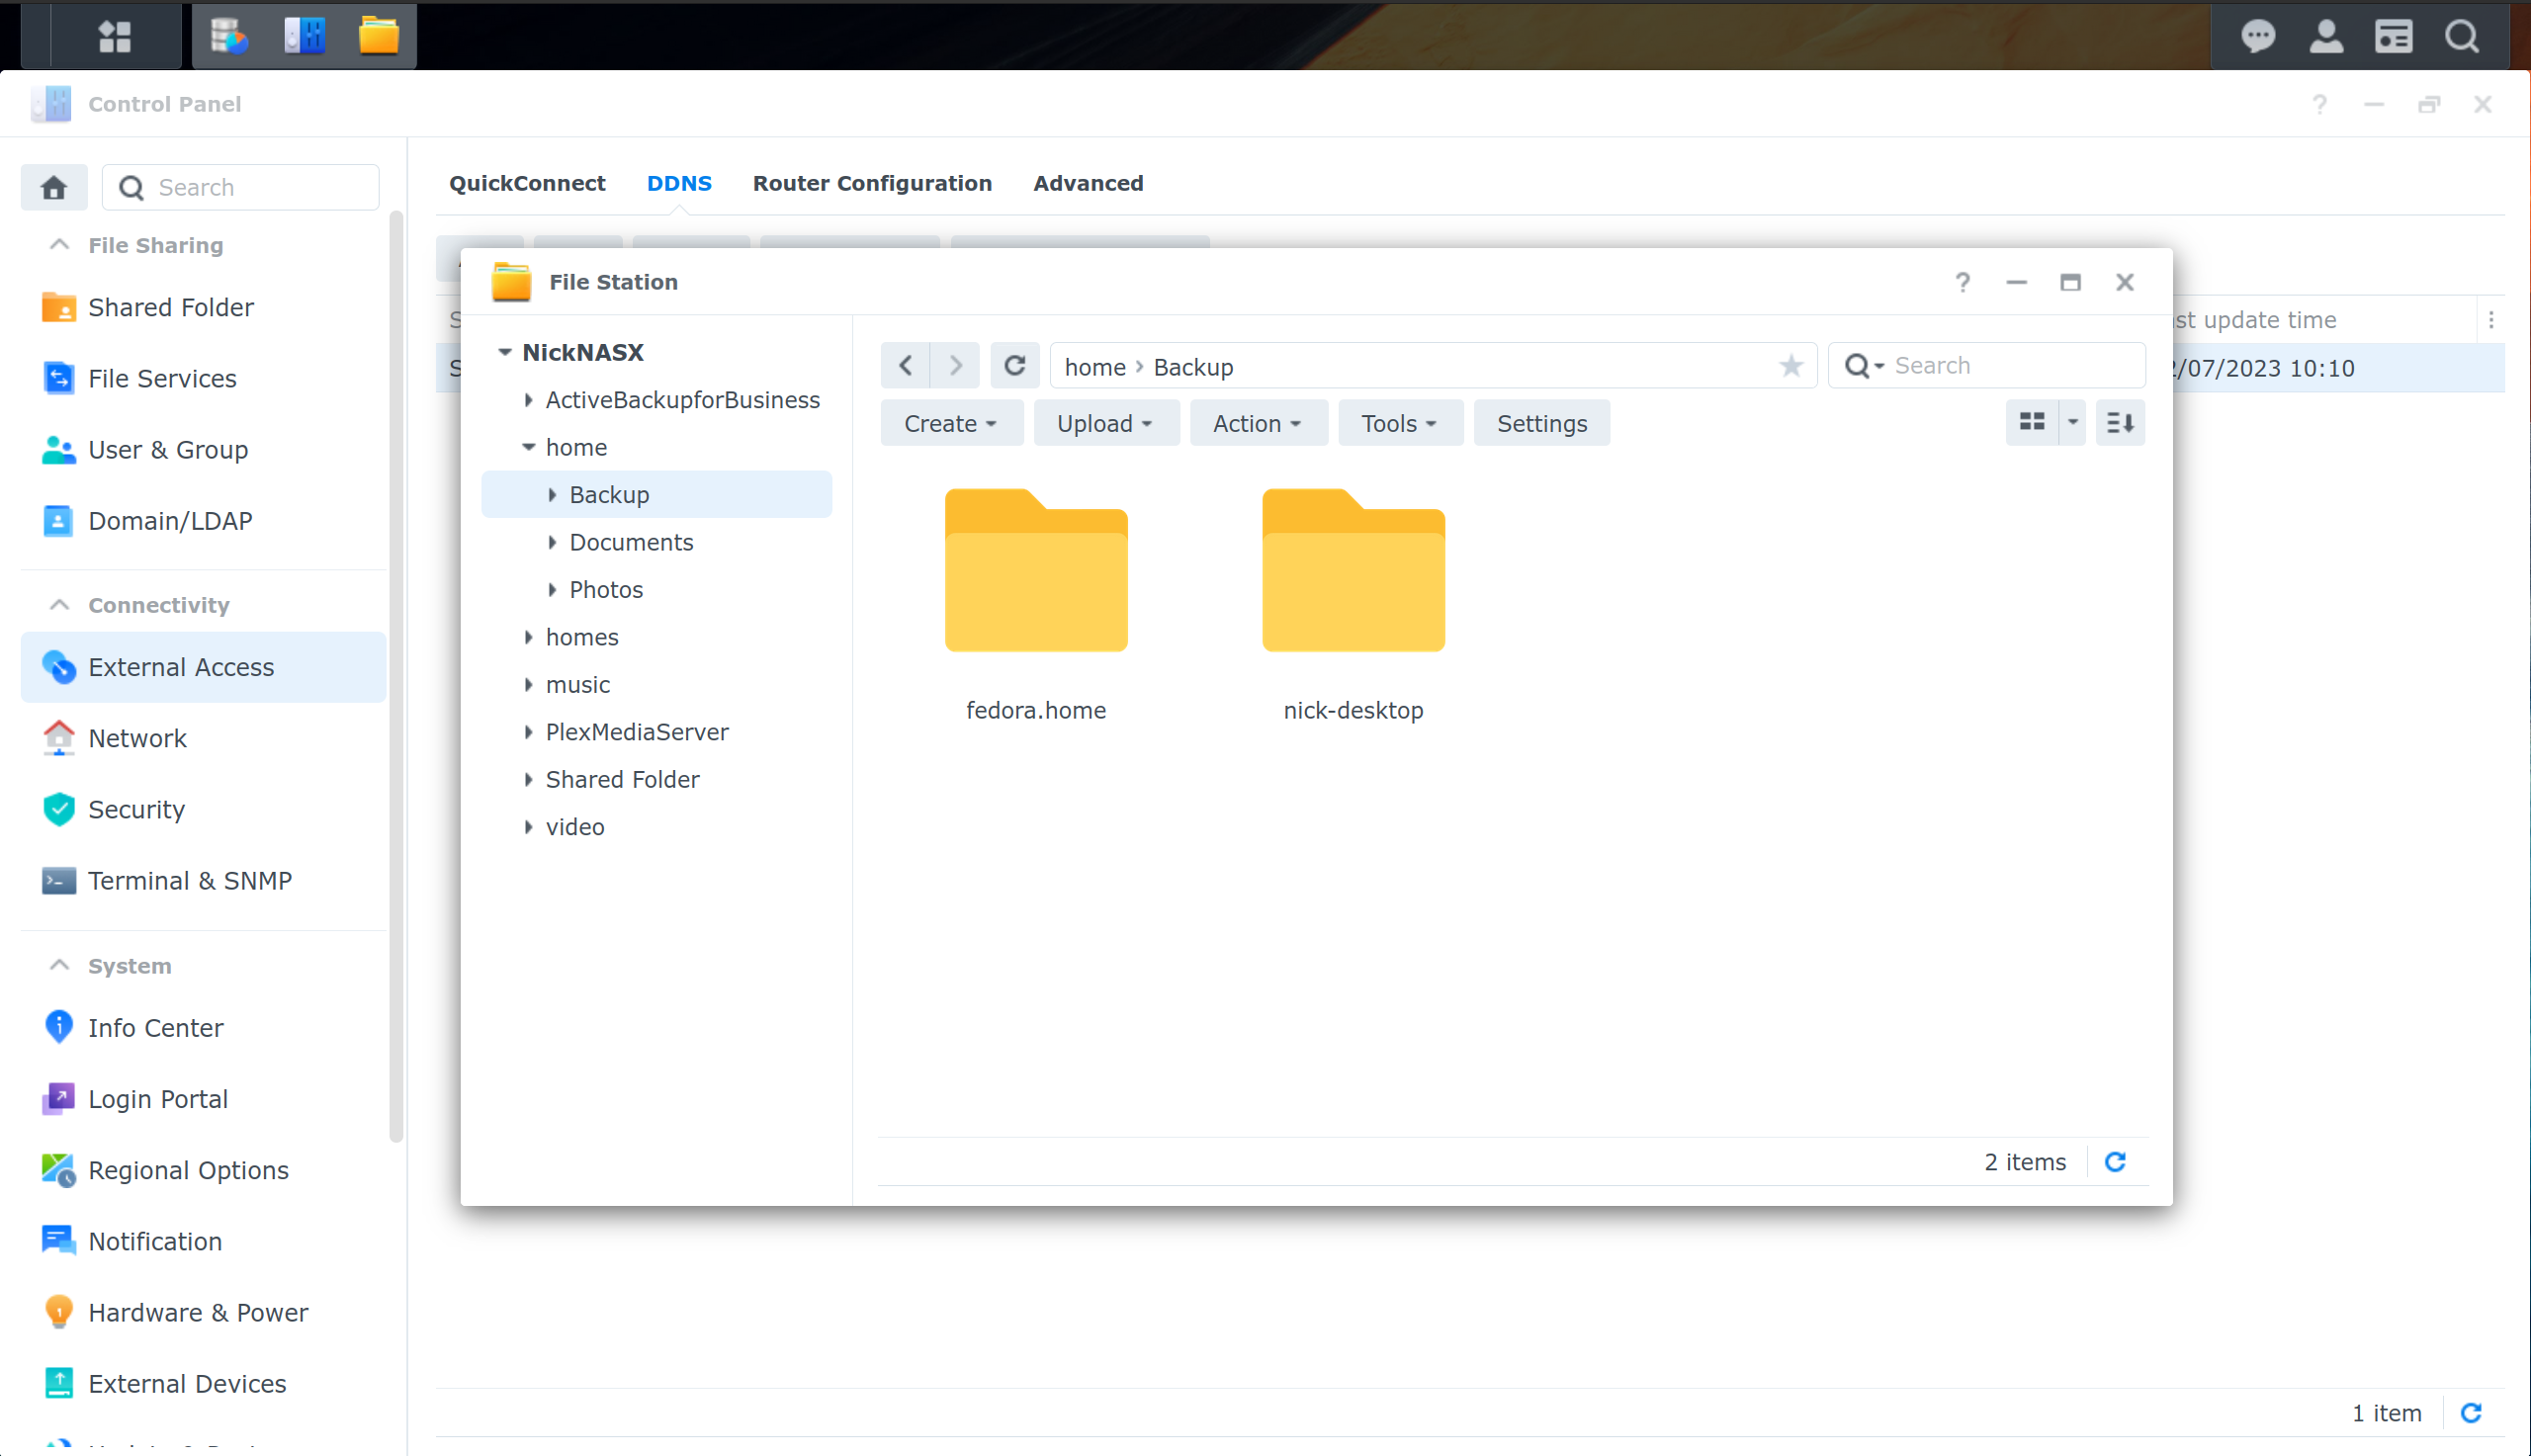 Control Panel
Search
File Sharing
Shared Folder
File Services
User & Group
Domain/LDAP
Connectivity
External Access
Network
Security
Terminal & SNMP
System
Info Center
Login Portal
Regional Options
Notification
Hardware & Power
External Devices
QuickConnect DDNS Router Configuration Advanced
st update time
/07/2023 10:10
File Station
NickNASX
ActiveBackupforBusiness
home
Backup
Documents
Photos
homes
music
PlexMediaServer
Shared Folder
video
home › Backup
Search
Create Upload Action Tools Settings
fedora.home nick-desktop
2 items
1 item